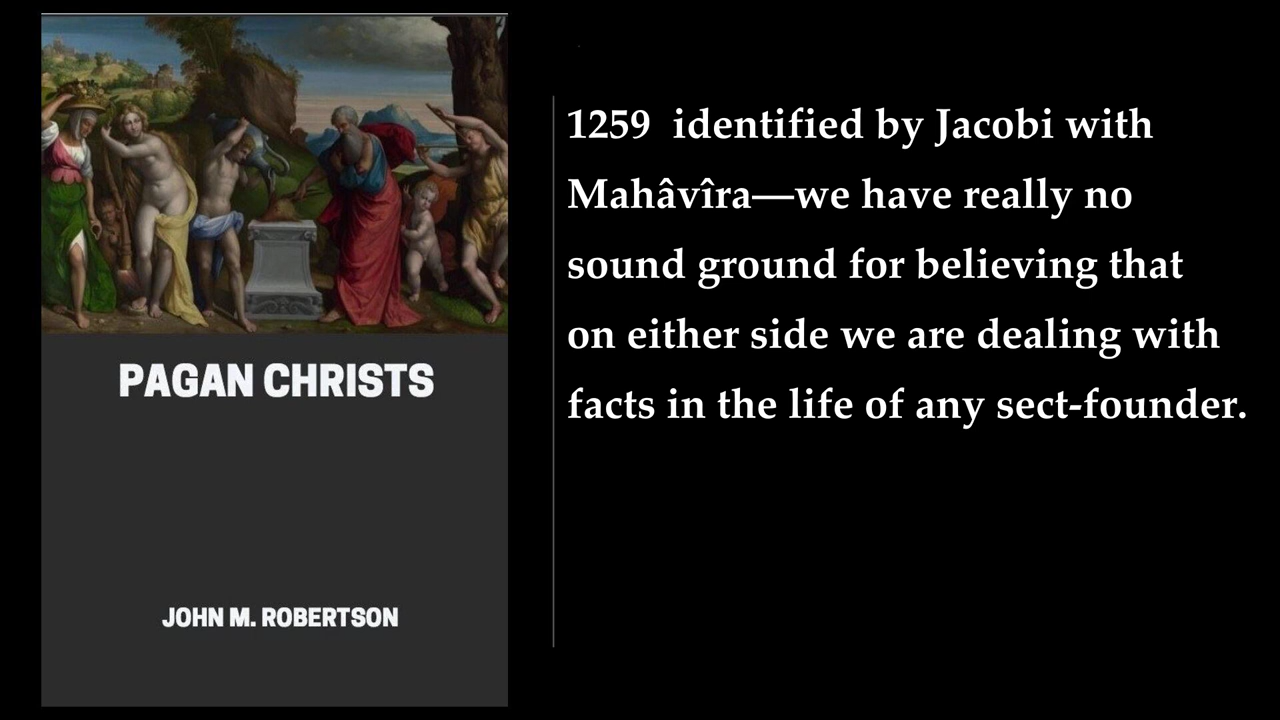 PAGAN CHRISTS
JOHN M. ROBERTSON
1259 identified by Jacobi with
Mahâvîra—we have really no
sound ground for believing that
on either side we are dealing with
facts in the life of any sect-founder.